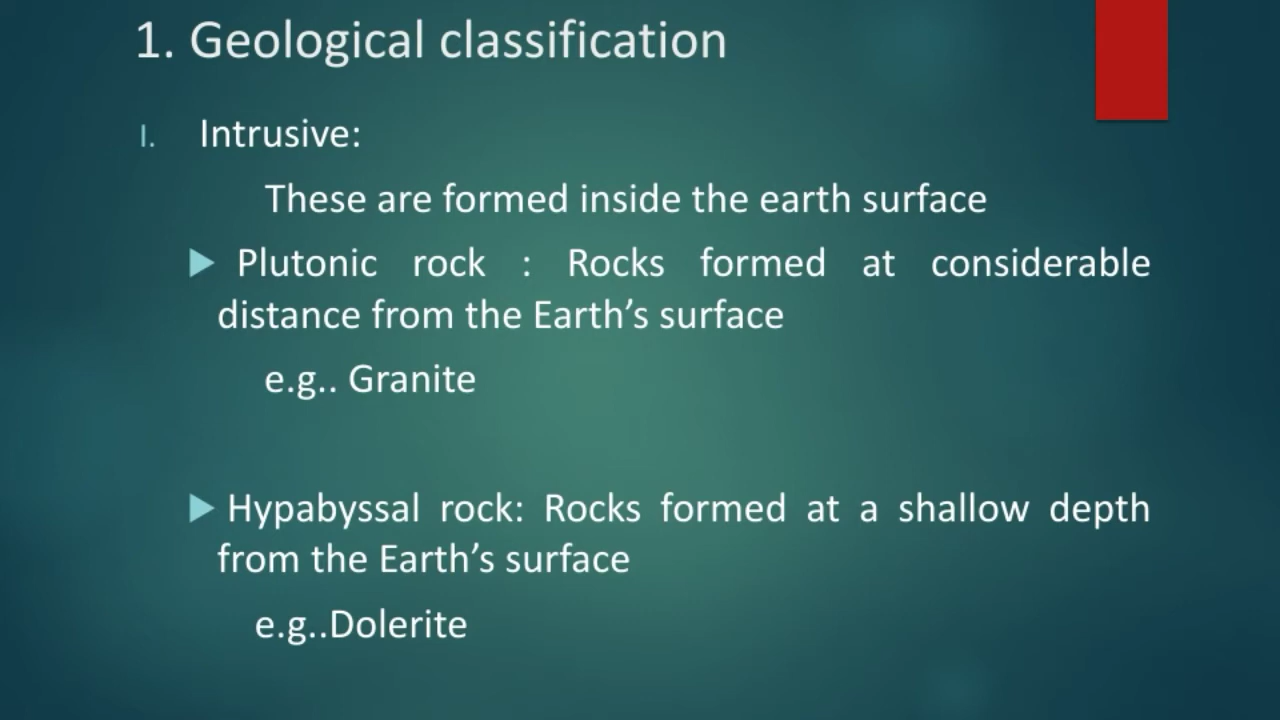 1. Geological classification
I. Intrusive:
These are formed inside the earth surface
Plutonic rock : Rocks formed at considerable
distance from the Earth’s surface
e.g.. Granite
Hypabyssal rock: Rocks formed at a shallow depth
from the Earth’s surface
e.g..Dolerite